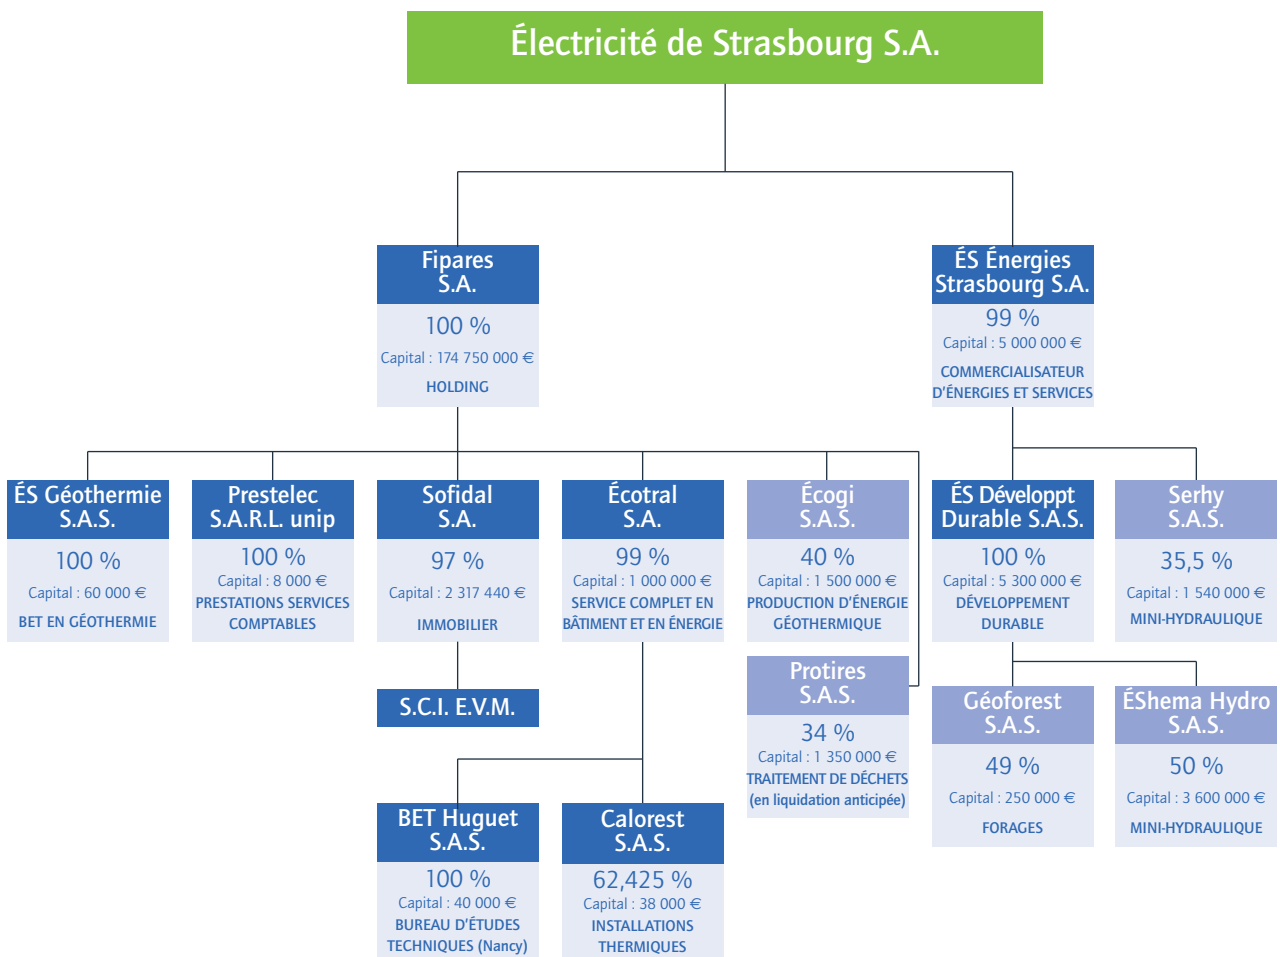 Électricité de Strasbourg S.A.
Fipares
S.A.
100 %
Capital : 174 750 000 €
HOLDING
ÉS Énergies
Strasbourg S.A.
99 %
Capital : 5 000 000 €
COMMERCIALISATEUR
D'ÉNERGIES ET SERVICES
ÉS Géothermie
S.A.S.
100 %
Capital : 60 000 €
BET EN GÉOTHERMIE
Prestelec
S.A.R.L. unip
100 %
Capital : 8 000 €
PRESTATIONS SERVICES
COMPTABLES
Sofidal
S.A.
97 %
Capital : 2 317 440 €
IMMOBILIER
Écotral
S.A.
99 %
Capital : 1 000 000 €
SERVICE COMPLET EN
BÂTIMENT ET EN ÉNERGIE
Écogi
S.A.S.
40 %
Capital : 1 500 000 €
PRODUCTION D'ÉNERGIE
GÉOTHERMIQUE
ÉS Développt
Durable S.A.S.
100 %
Capital : 5 300 000 €
DÉVELOPPEMENT
DURABLE
Serhy
S.A.S.
35,5 %
Capital : 1 540 000 €
MINI-HYDRAULIQUE
S.C.I. E.V.M.
Protires
S.A.S.
34 %
Capital : 1 350 000 €
TRAITEMENT DE DÉCHETS
(en liquidation anticipée)
Géoforest
S.A.S.
49 %
Capital : 250 000 €
FORAGES
ÉShema Hydro
S.A.S.
50 %
Capital : 3 600 000 €
MINI-HYDRAULIQUE
BET Huguet
S.A.S.
100 %
Capital : 40 000 €
BUREAU D'ÉTUDES
TECHNIQUES (Nancy)
Calorest
S.A.S.
62,425 %
Capital : 38 000 €
INSTALLATIONS
THERMIQUES